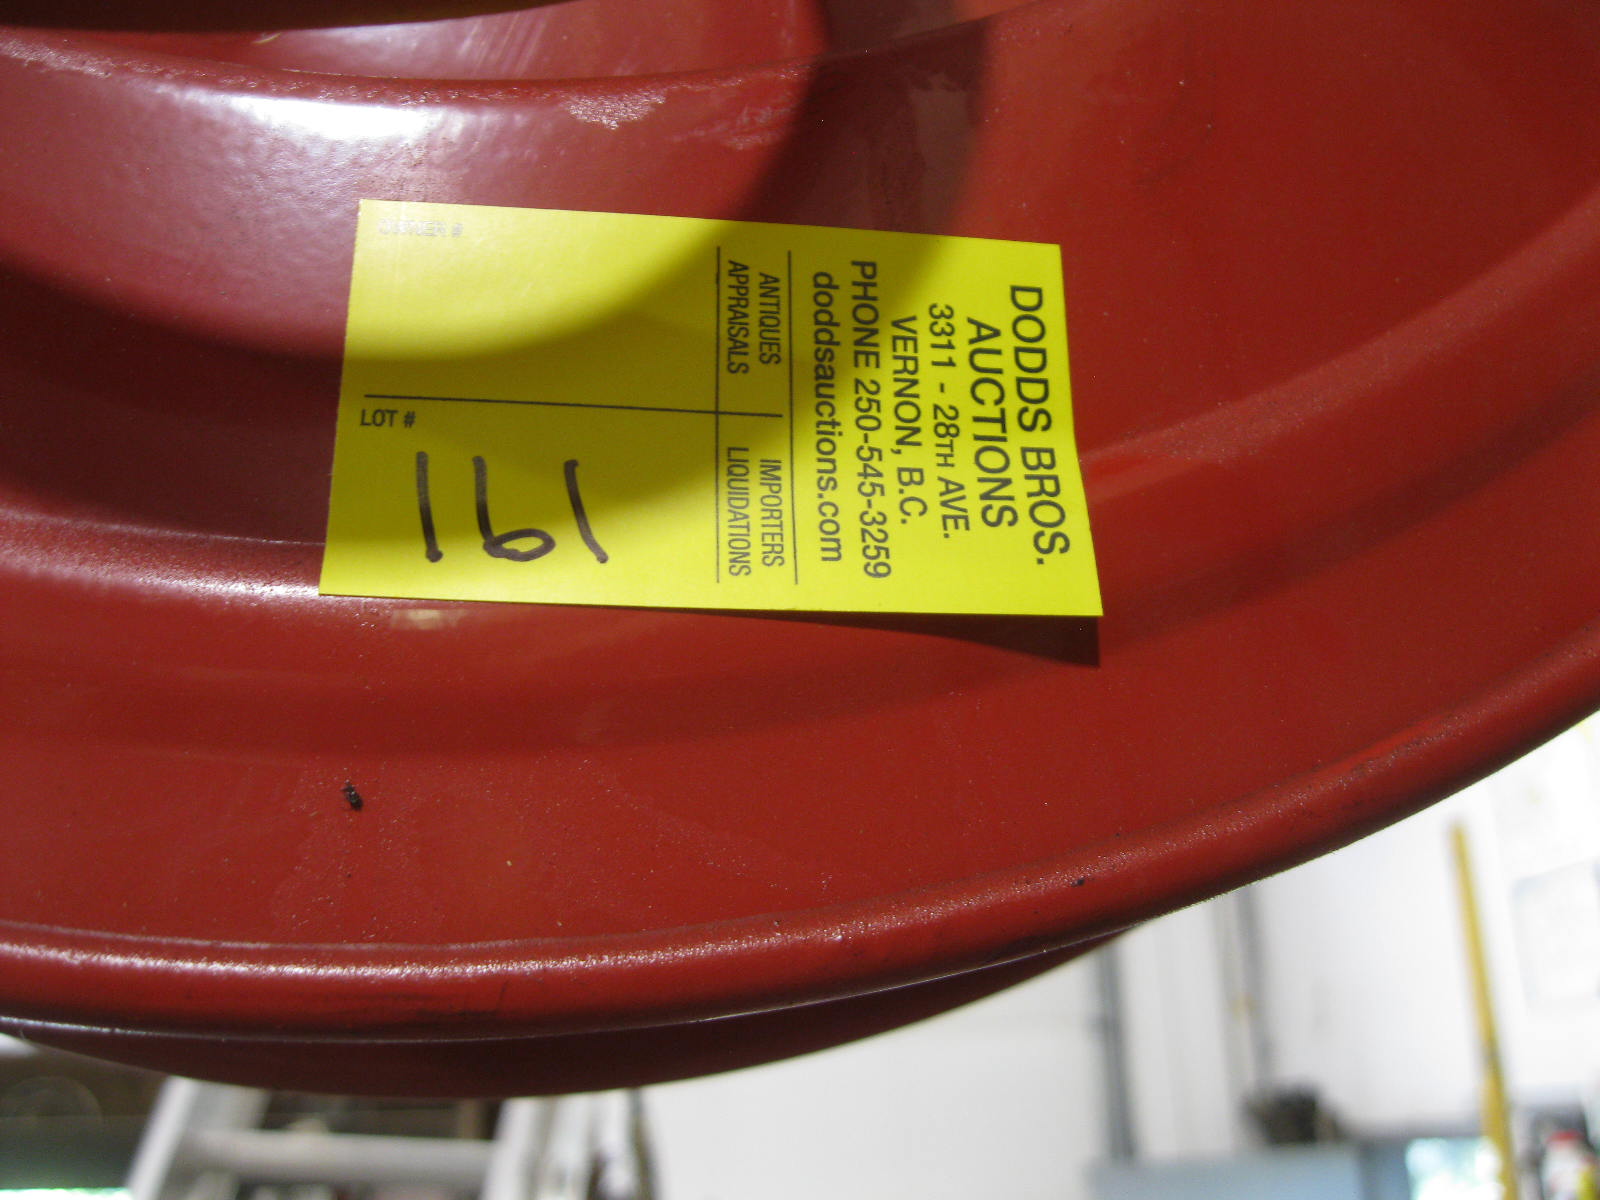 DODDS BROS.
AUCTIONS
3311 - 28TH AVE.
VERNON, B.C.
PHONE 250-545-3259
doddsauctions.com
ANTIQUES IMPORTERS
APPRAISALS LIQUIDATIONS
OWNER #
LOT #
161